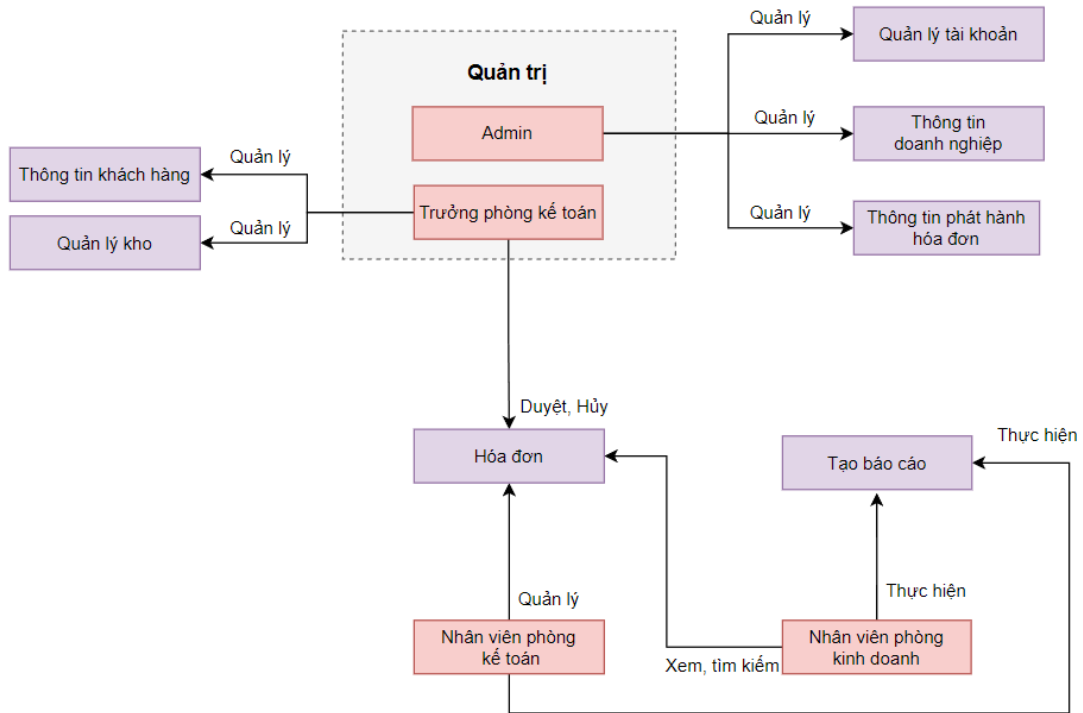 Quản lý
Quản lý tài khoản
Quản trị
Admin
Quản lý
Thông tin
doanh nghiệp
Quản lý
Thông tin khách hàng
Trưởng phòng kế toán
Quản lý
Thông tin phát hành
hóa đơn
Quản lý
Quản lý kho
Duyệt, Hủy
Hóa đơn
Thực hiện
Tạo báo cáo
Quản lý
Thực hiện
Nhân viên phòng
kế toán
Xem, tìm kiếm
Nhân viên phòng
kinh doanh